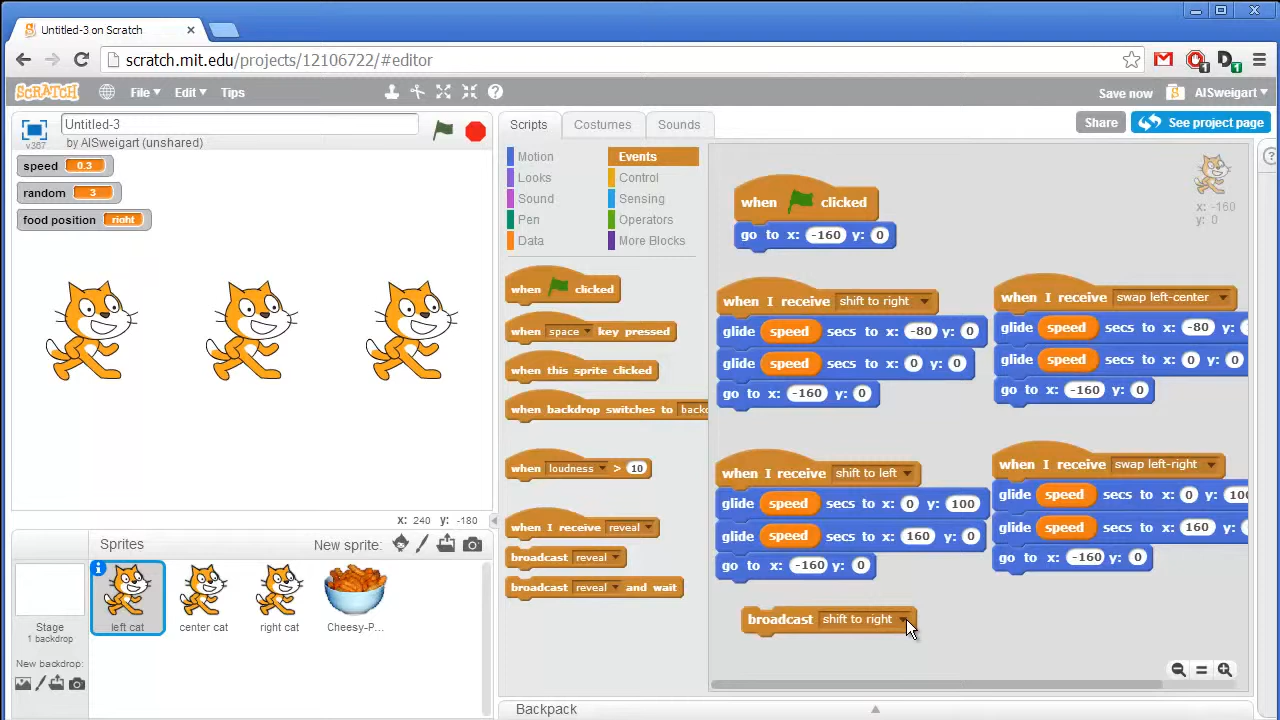 Untitled-3 on Scratch
scratch.mit.edu/projects/12106722/#editor
SCRATCH File Edit Tips Save now AlSweigart
Untitled-3
by AlSweigart (unshared)
v387
Scripts Costumes Sounds
Share See project page
speed 0.3
random 3
food position right
Motion Events
Looks Control
Sound Sensing
Pen Operators
Data More Blocks
when clicked
when space key pressed
when this sprite clicked
when backdrop switches to
when loudness > 10
when I receive reveal
broadcast reveal
broadcast reveal and wait
when clicked
go to x: -160 y: 0
x: -160
y: 0
when I receive shift to right
glide speed secs to x: -80 y: 0
glide speed secs to x: 0 y: 0
go to x: -160 y: 0
when I receive swap left-center
glide speed secs to x: -80 y:
glide speed secs to x: 0 y: 0
go to x: -160 y: 0
when I receive shift to left
glide speed secs to x: 0 y: 100
glide speed secs to x: 160 y: 0
go to x: -160 y: 0
when I receive swap left-right
glide speed secs to x: 0 y: 100
glide speed secs to x: 160 y:
go to x: -160 y: 0
broadcast shift to right
x: 240 y: -180
Sprites New sprite:
Stage
1 backdrop
New backdrop:
left cat
center cat
right cat
Cheesy-P...
Backpack